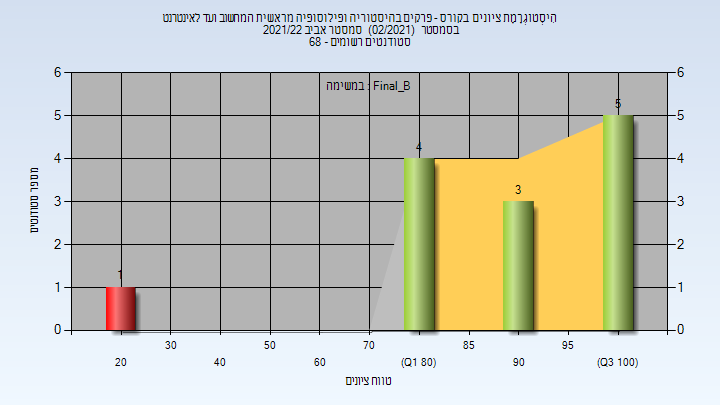 היסטוגרמת ציונים בקורס - פרקים בהיסטוריה ופילוסופיה מראשית המחשוב ועד לאינטרנט
בסמסטר (02/2021) סמסטר אביב 2021/22
סטודנטים רשומים - 68
במשימה : Final_B
מספר סטודנטים
6 6
5 5
4 4
3 3
2 2
1 1
0 0
1 4 3 5
30 40 70 85 95
20 50 60 (Q1 80) 90 (Q3 100)
טווח ציונים